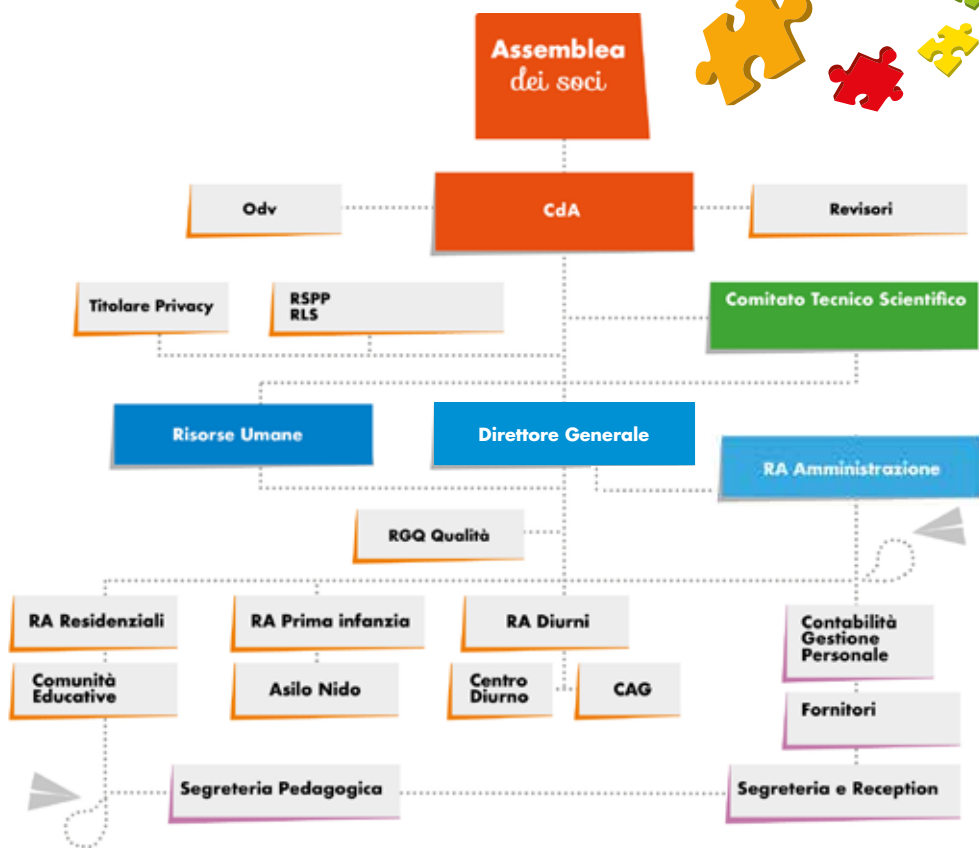 Assemblea
dei soci
Odv
CdA
Revisori
Titolare Privacy
RSPP
RLS
Comitato Tecnico Scientifico
Risorse Umane
Direttore Generale
RA Amministrazione
RGQ Qualità
RA Residenziali
RA Prima infanzia
RA Diurni
Contabilità
Gestione
Personale
Comunità
Educative
Asilo Nido
Centro
Diurno
CAG
Fornitori
Segreteria Pedagogica
Segreteria e Reception